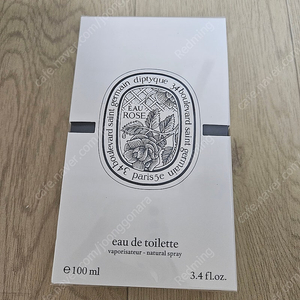 34 boulevard saint germain diptyque 34 boulevard saint germain
paris 5e
EAU
ROSE
eau de toilette
vaporisateur - natural spray
e 100 ml
3.4 fl.oz.